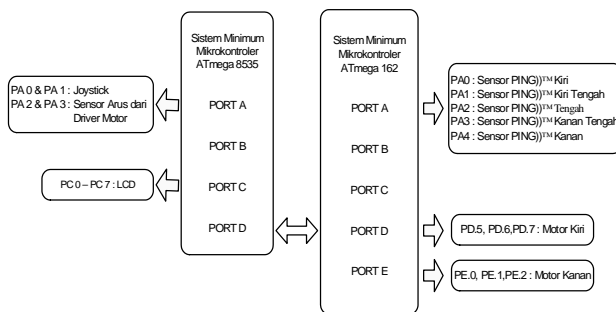 Sistem Minimum
Mikrokontroler
ATmega 8535
PORT A
PORT B
PORT C
PORT D
PA 0 & PA 1 : Joystick
PA 2 & PA 3 : Sensor Arus dari
Driver Motor
PC 0 – PC 7 : LCD
Sistem Minimum
Mikrokontroler
ATmega 162
PORT A
PORT B
PORT C
PORT D
PORT E
PA0 : Sensor PING))™ Kiri
PA1 : Sensor PING))™ Kiri Tengah
PA2 : Sensor PING))™ Tengah
PA3 : Sensor PING))™ Kanan Tengah
PA4 : Sensor PING))™ Kanan
PD.5, PD.6,PD.7 : Motor Kiri
PE.0, PE.1,PE.2 : Motor Kanan